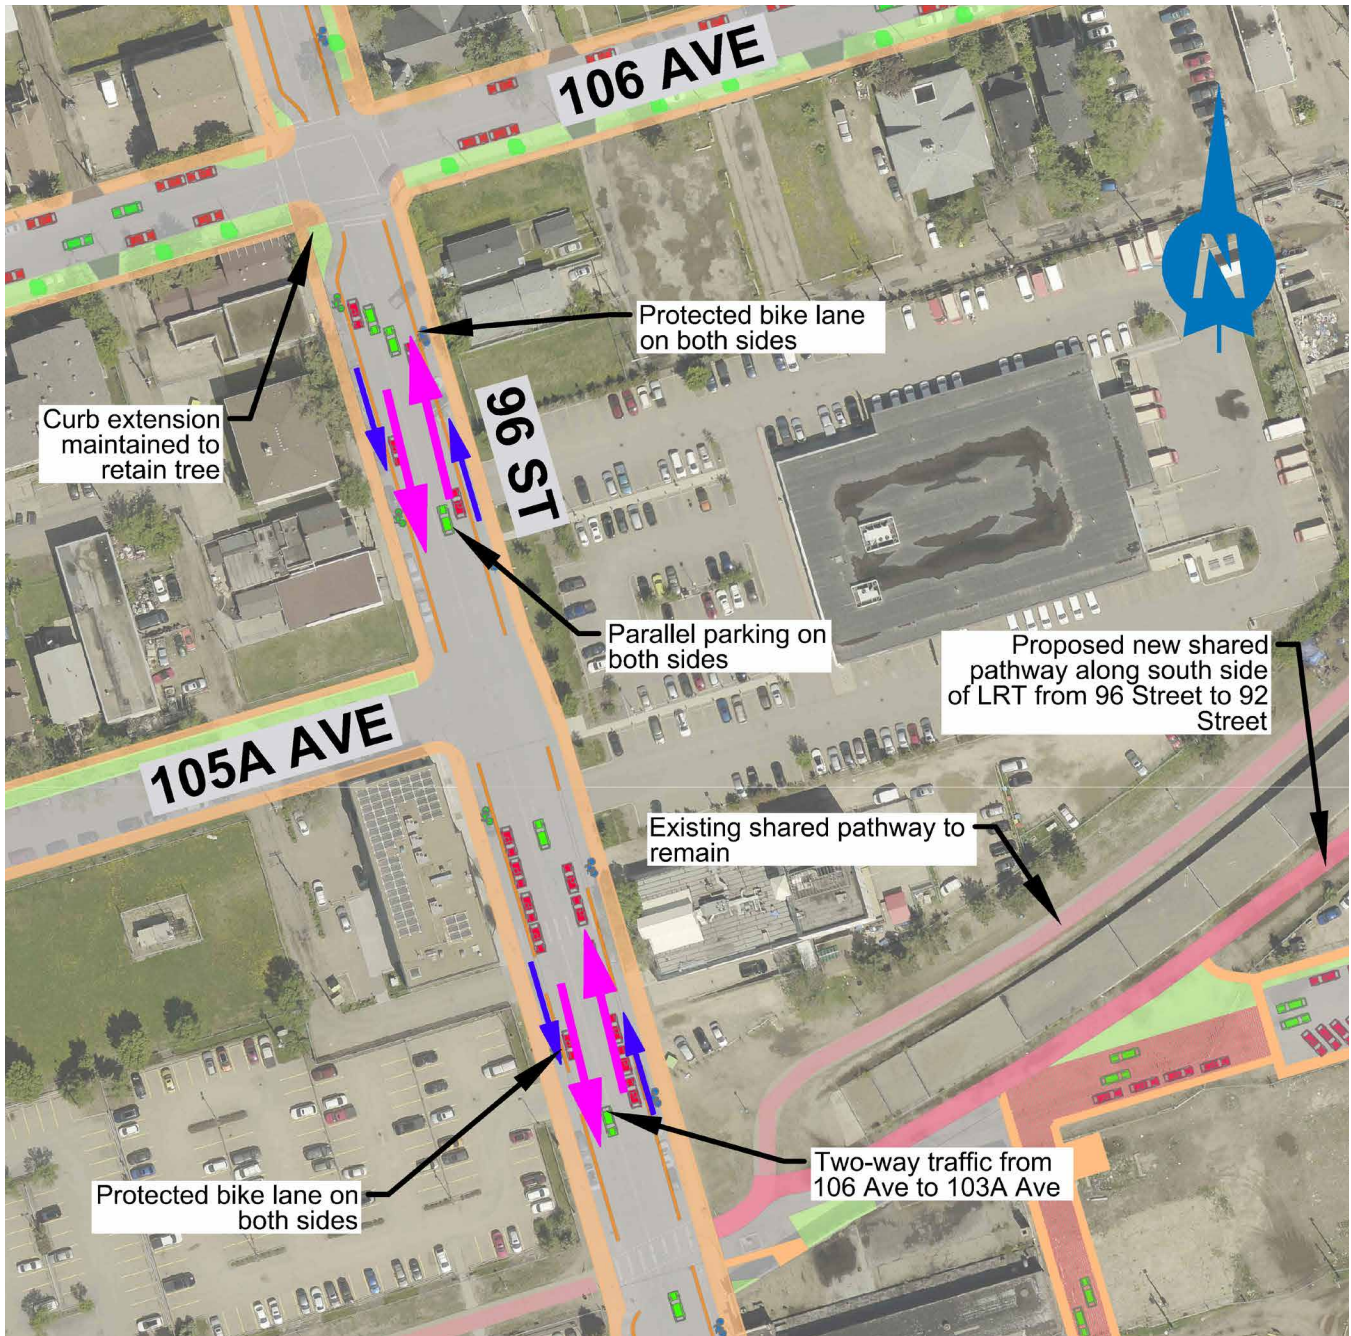 106 AVE
N
Protected bike lane
on both sides
96 ST
Curb extension
maintained to
retain tree
Parallel parking on
both sides
Proposed new shared
pathway along south side
of LRT from 96 Street to 92
Street
105A AVE
Existing shared pathway to
remain
Two-way traffic from
106 Ave to 103A Ave
Protected bike lane on
both sides